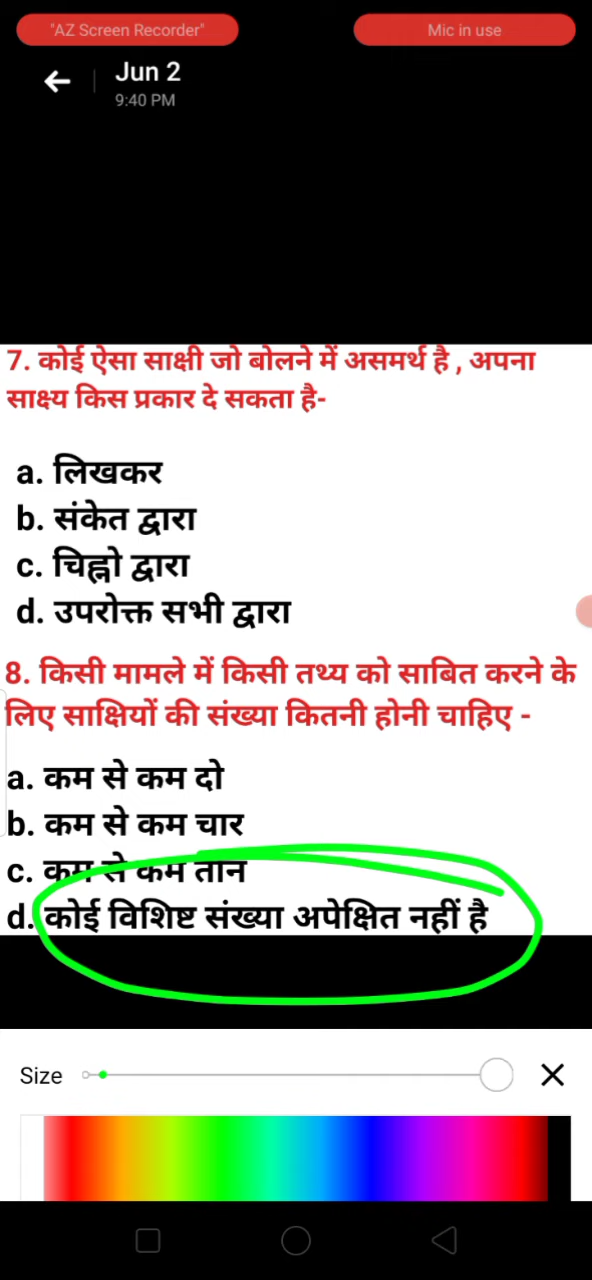 "AZ Screen Recorder"
Mic in use
Jun 2
9:40 PM
7. कोई ऐसा साक्षी जो बोलने में असमर्थ है , अपना
साक्ष्य किस प्रकार दे सकता है-
a. लिखकर
b. संकेत द्वारा
c. चिह्नो द्वारा
d. उपरोक्त सभी द्वारा
8. किसी मामले में किसी तथ्य को साबित करने के
लिए साक्षियों की संख्या कितनी होनी चाहिए -
a. कम से कम दो
b. कम से कम चार
c. कम से कम तीन
d. कोई विशिष्ट संख्या अपेक्षित नहीं है
Size